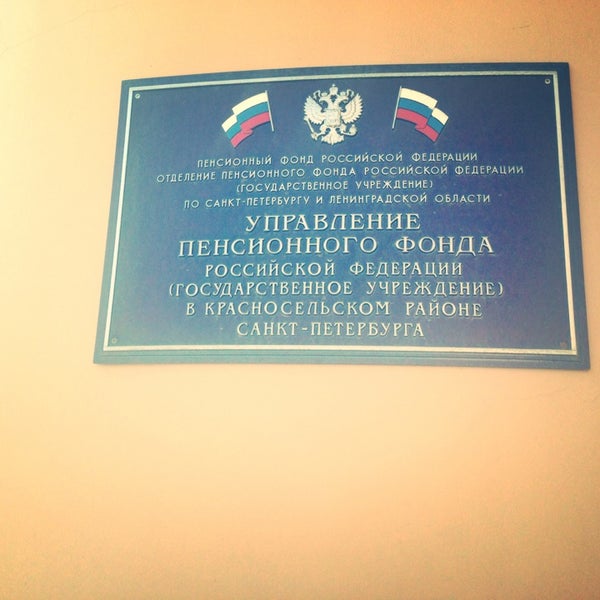 ПЕНСИОННЫЙ ФОНД РОССИЙСКОЙ ФЕДЕРАЦИИ
ОТДЕЛЕНИЕ ПЕНСИОННОГО ФОНДА РОССИЙСКОЙ ФЕДЕРАЦИИ
(ГОСУДАРСТВЕННОЕ УЧРЕЖДЕНИЕ)
ПО САНКТ-ПЕТЕРБУРГУ И ЛЕНИНГРАДСКОЙ ОБЛАСТИ
УПРАВЛЕНИЕ
ПЕНСИОННОГО ФОНДА
РОССИЙСКОЙ ФЕДЕРАЦИИ
(ГОСУДАРСТВЕННОЕ УЧРЕЖДЕНИЕ)
В КРАСНОСЕЛЬСКОМ РАЙОНЕ
САНКТ-ПЕТЕРБУРГА